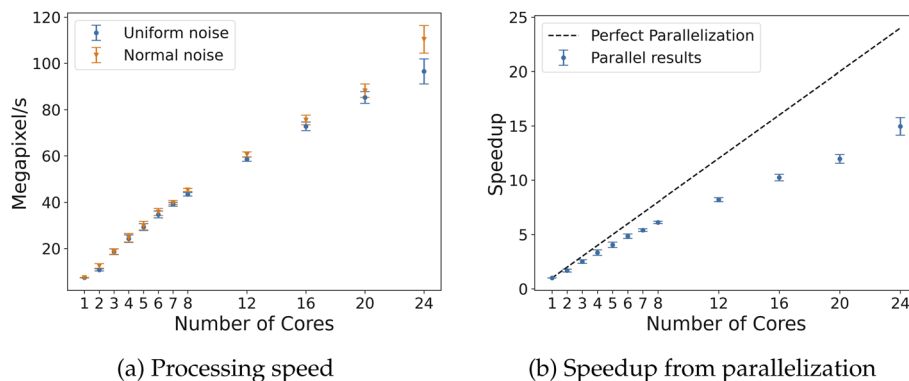 120
100
80
60
40
20
Megapixel/s
Uniform noise
Normal noise
1 2 3 4 5 6 7 8 12 16 20 24
Number of Cores
(a) Processing speed
25
20
15
10
5
0
Speedup
Perfect Parallelization
Parallel results
1 2 3 4 5 6 7 8 12 16 20 24
Number of Cores
(b) Speedup from parallelization